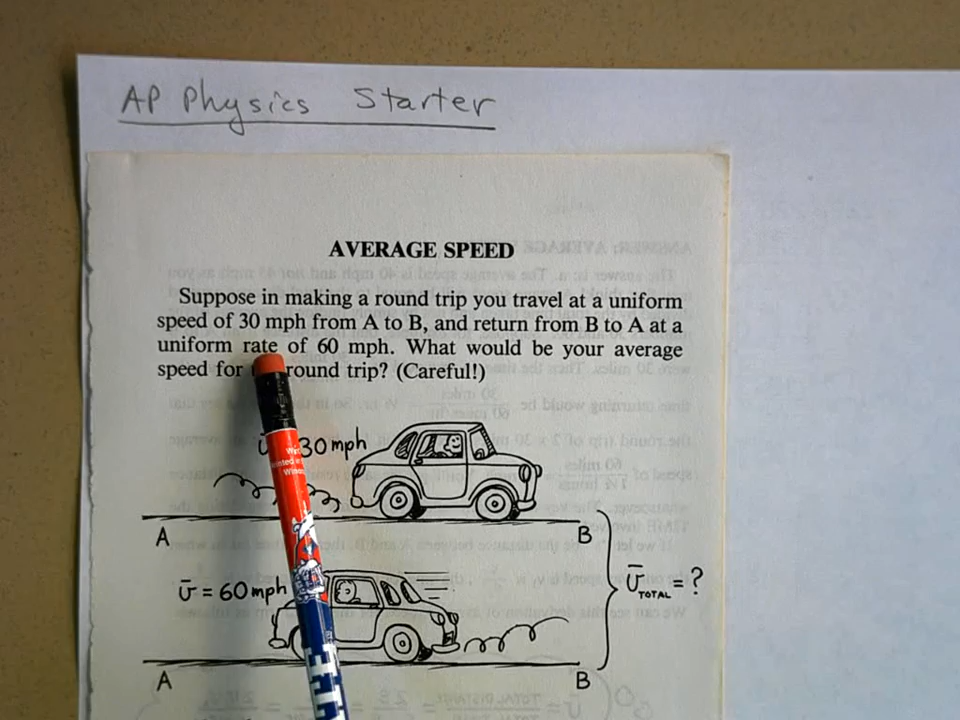 AP Physics Starter
AVERAGE SPEED
Suppose in making a round trip you travel at a uniform
speed of 30 mph from A to B, and return from B to A at a
uniform rate of 60 mph. What would be your average
speed for round trip? (Careful!)
30 mph
A B
v̄ = 60 mph
v̄ TOTAL = ?
A B